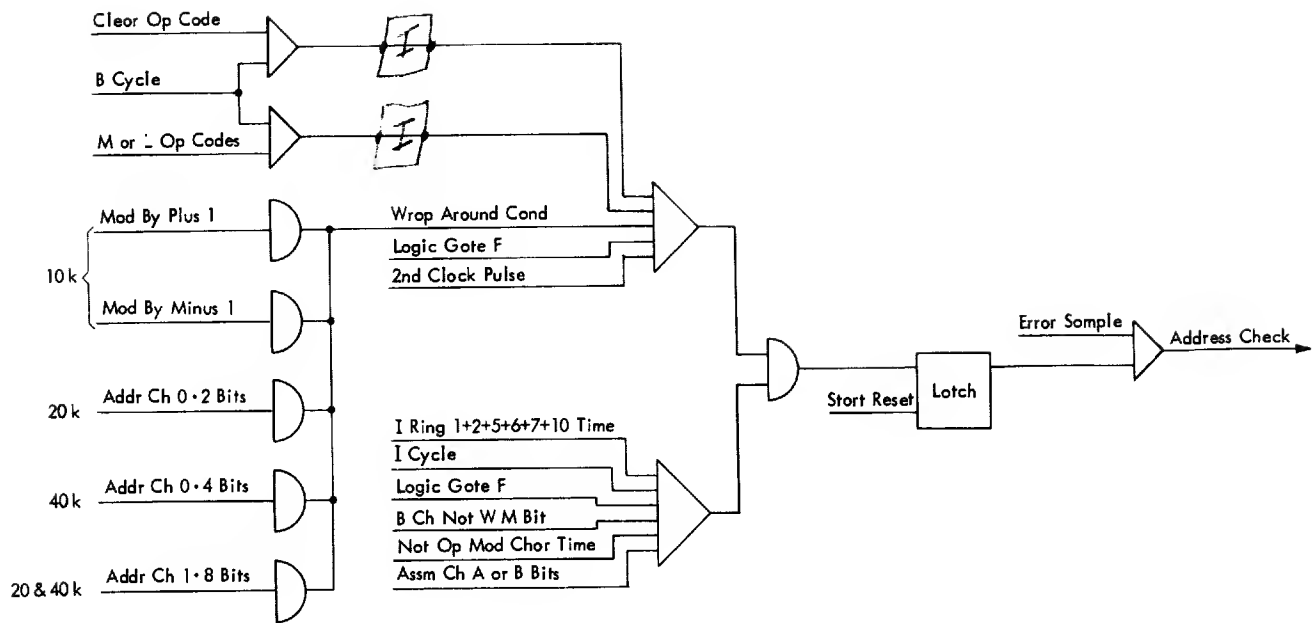 Cleor Op Code
I
B Cycle
M or L Op Codes
I
Mod By Plus 1
Wrop Around Cond
Logic Gote F
2nd Clock Pulse
10 k
Mod By Minus 1
Error Somple
Address Check
20 k
Addr Ch 0·2 Bits
Stort Reset
Lotch
I Ring 1+2+5+6+7+10 Time
I Cycle
40 k
Addr Ch 0·4 Bits
Logic Gote F
B Ch Not W M Bit
Not Op Mod Chor Time
20 & 40 k
Addr Ch 1·8 Bits
Assm Ch A or B Bits